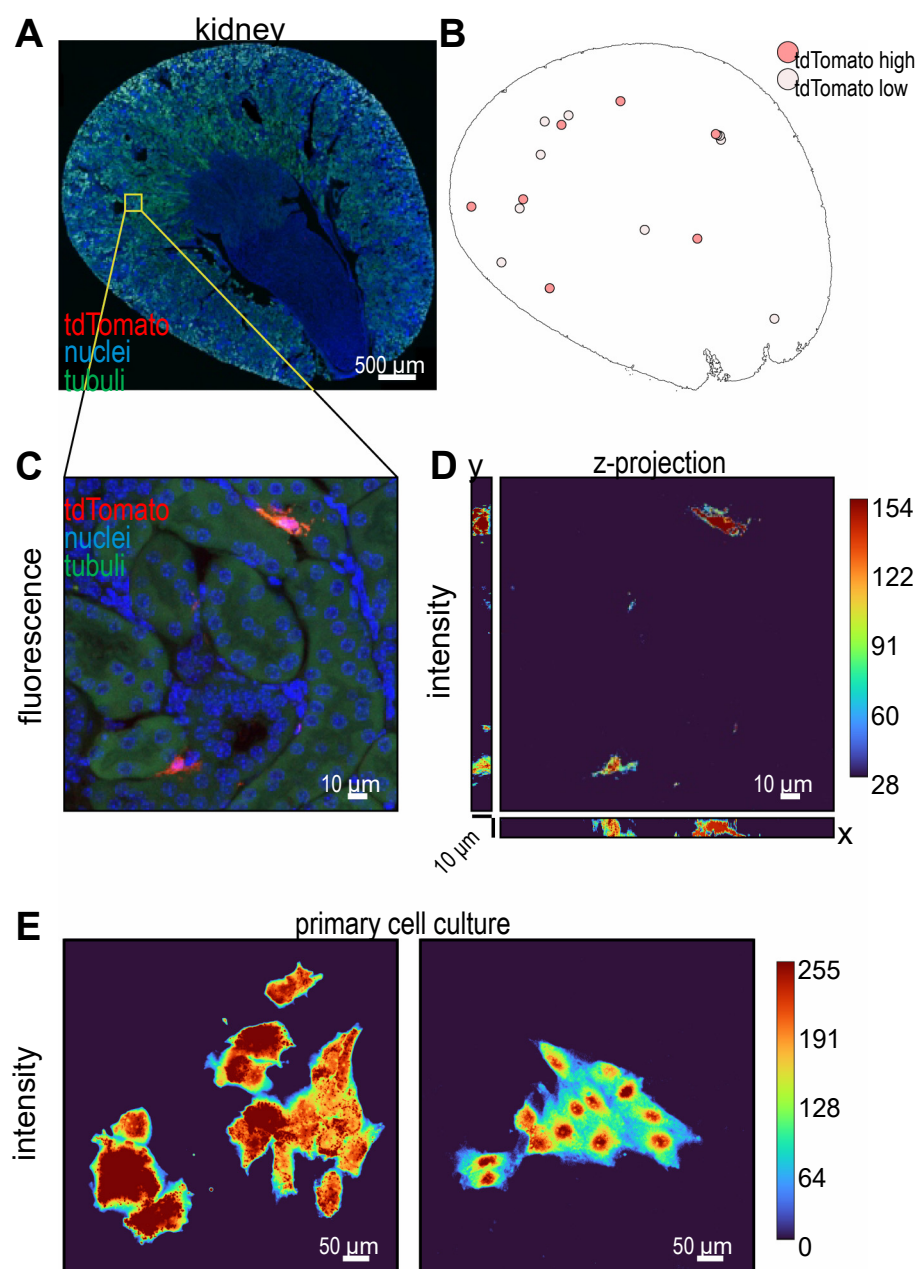 A
kidney
tdTomato
nuclei
tubuli
500 µm
B
tdTomato high
tdTomato low
C
fluorescence
tdTomato
nuclei
tubuli
10 µm
D
y
z-projection
intensity
10 µm
10 µm
x
154
122
91
60
28
E
primary cell culture
intensity
50 µm
50 µm
255
191
128
64
0